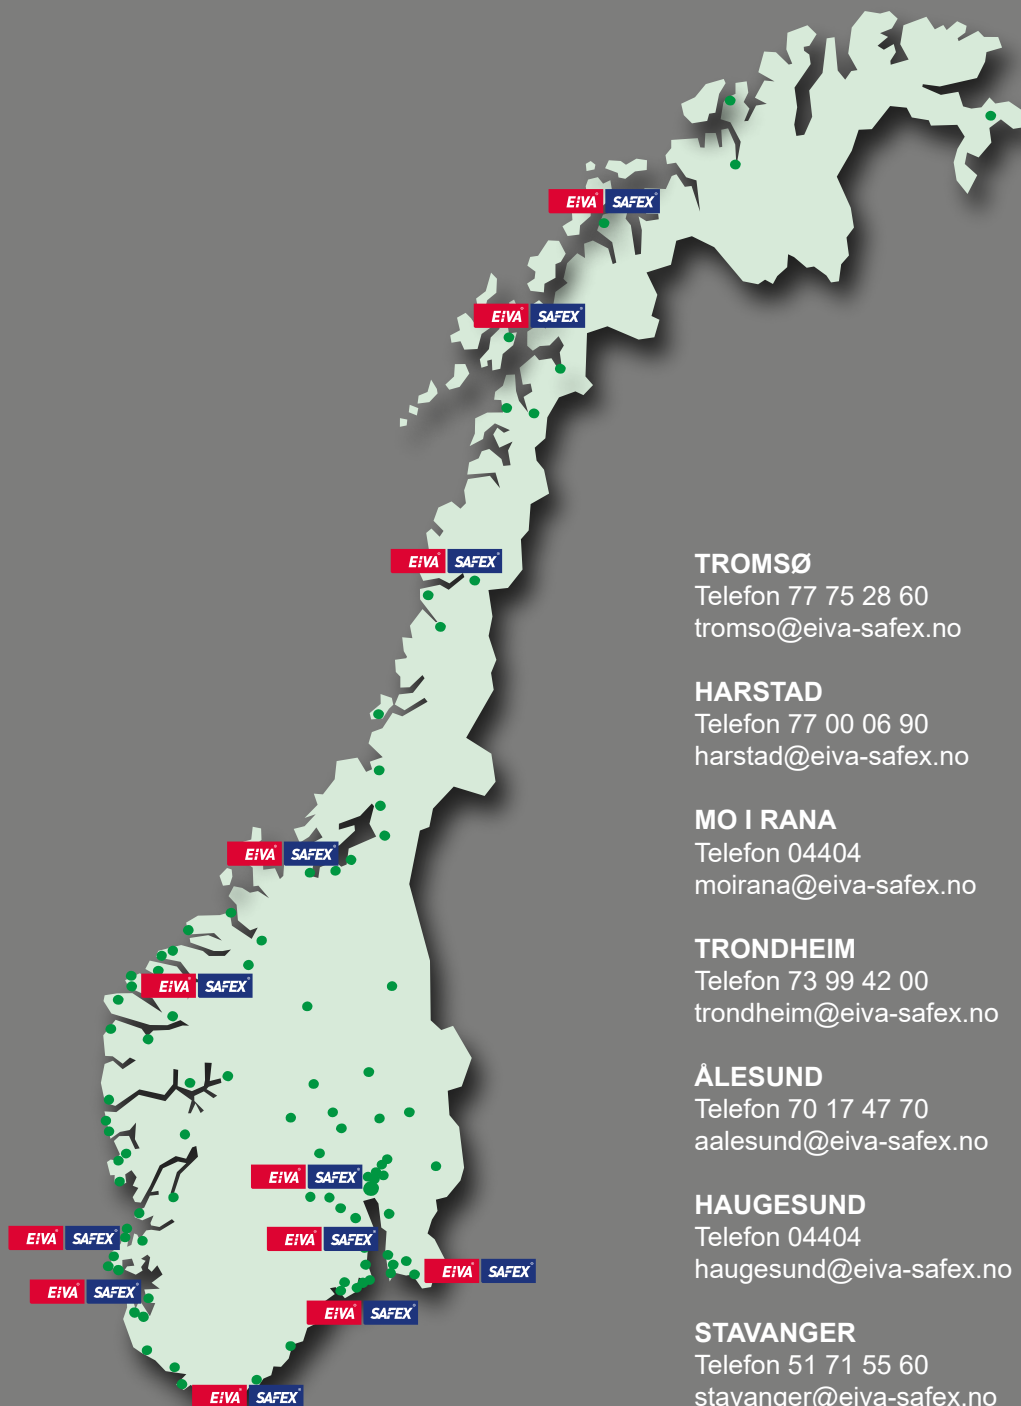 EIVA SAFEX
EIVA SAFEX
EIVA SAFEX
EIVA SAFEX
EIVA SAFEX
EIVA SAFEX
EIVA SAFEX
EIVA SAFEX
EIVA SAFEX
EIVA SAFEX
EIVA SAFEX
EIVA SAFEX
TROMSØ
Telefon 77 75 28 60
tromso@eiva-safex.no
HARSTAD
Telefon 77 00 06 90
harstad@eiva-safex.no
MO I RANA
Telefon 04404
moirana@eiva-safex.no
TRONDHEIM
Telefon 73 99 42 00
trondheim@eiva-safex.no
ÅLESUND
Telefon 70 17 47 70
aalesund@eiva-safex.no
HAUGESUND
Telefon 04404
haugesund@eiva-safex.no
STAVANGER
Telefon 51 71 55 60
stavanger@eiva-safex.no